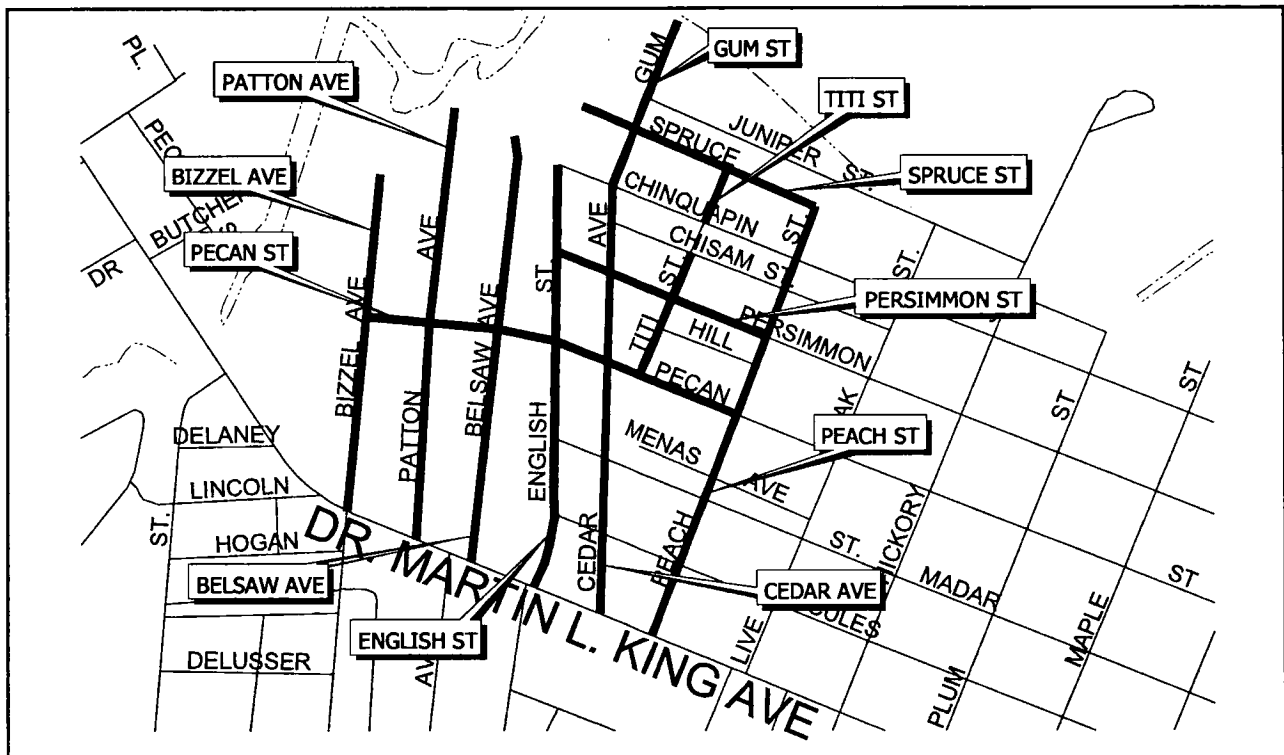 PL.
GUM
GUM ST
PATTON AVE
TITI ST
JUNIPER
ST.
SPRUCE
SPRUCE ST
BIZZEL AVE
BUTCHER
CHINQUAPIN
AVE
ST.
CHISAM ST
PECAN ST
AVE
DR
ST.
ST.
ST.
PERSIMMON ST
AVE
AVE
TITI
HILL
PERSIMMON
PECAN
BIZZEL
PATTON
BELSAW
ENGLISH
MENAS
AVE
PEACH ST
ST
ST
DELANEY
LINCOLN
ST.
HOGAN
DR. MARTIN L. KING AVE
CEDAR
HICKORY
ST.
MADAR
ST
BELSAW AVE
CEDAR AVE
ENGLISH ST
DELUSSER
LIVE
PLUM
MAPLE